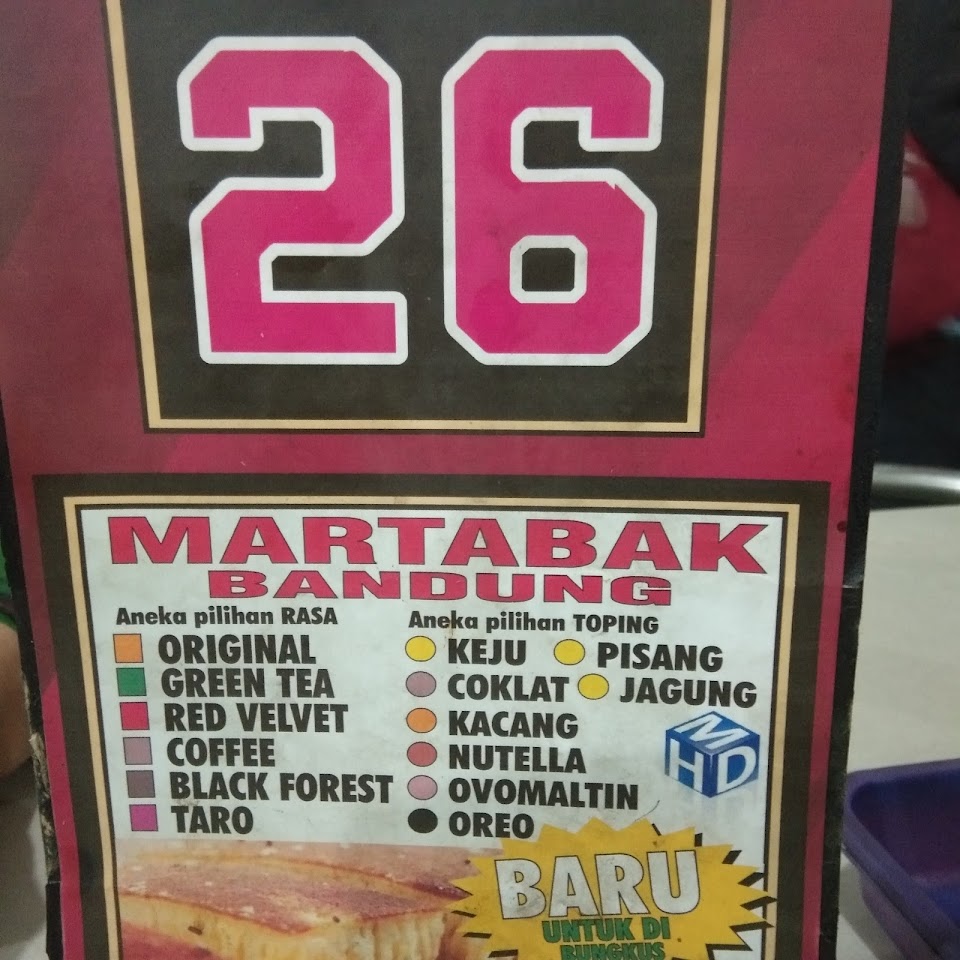 26
MARTABAK
BANDUNG
Aneka pilihan RASA
ORIGINAL
GREEN TEA
RED VELVET
COFFEE
BLACK FOREST
TARO
Aneka pilihan TOPING
KEJU PISANG
COKLAT JAGUNG
KACANG
NUTELLA
OVOMALTIN
OREO
MHD
BARU
UNTUK DI
BUNGKUS